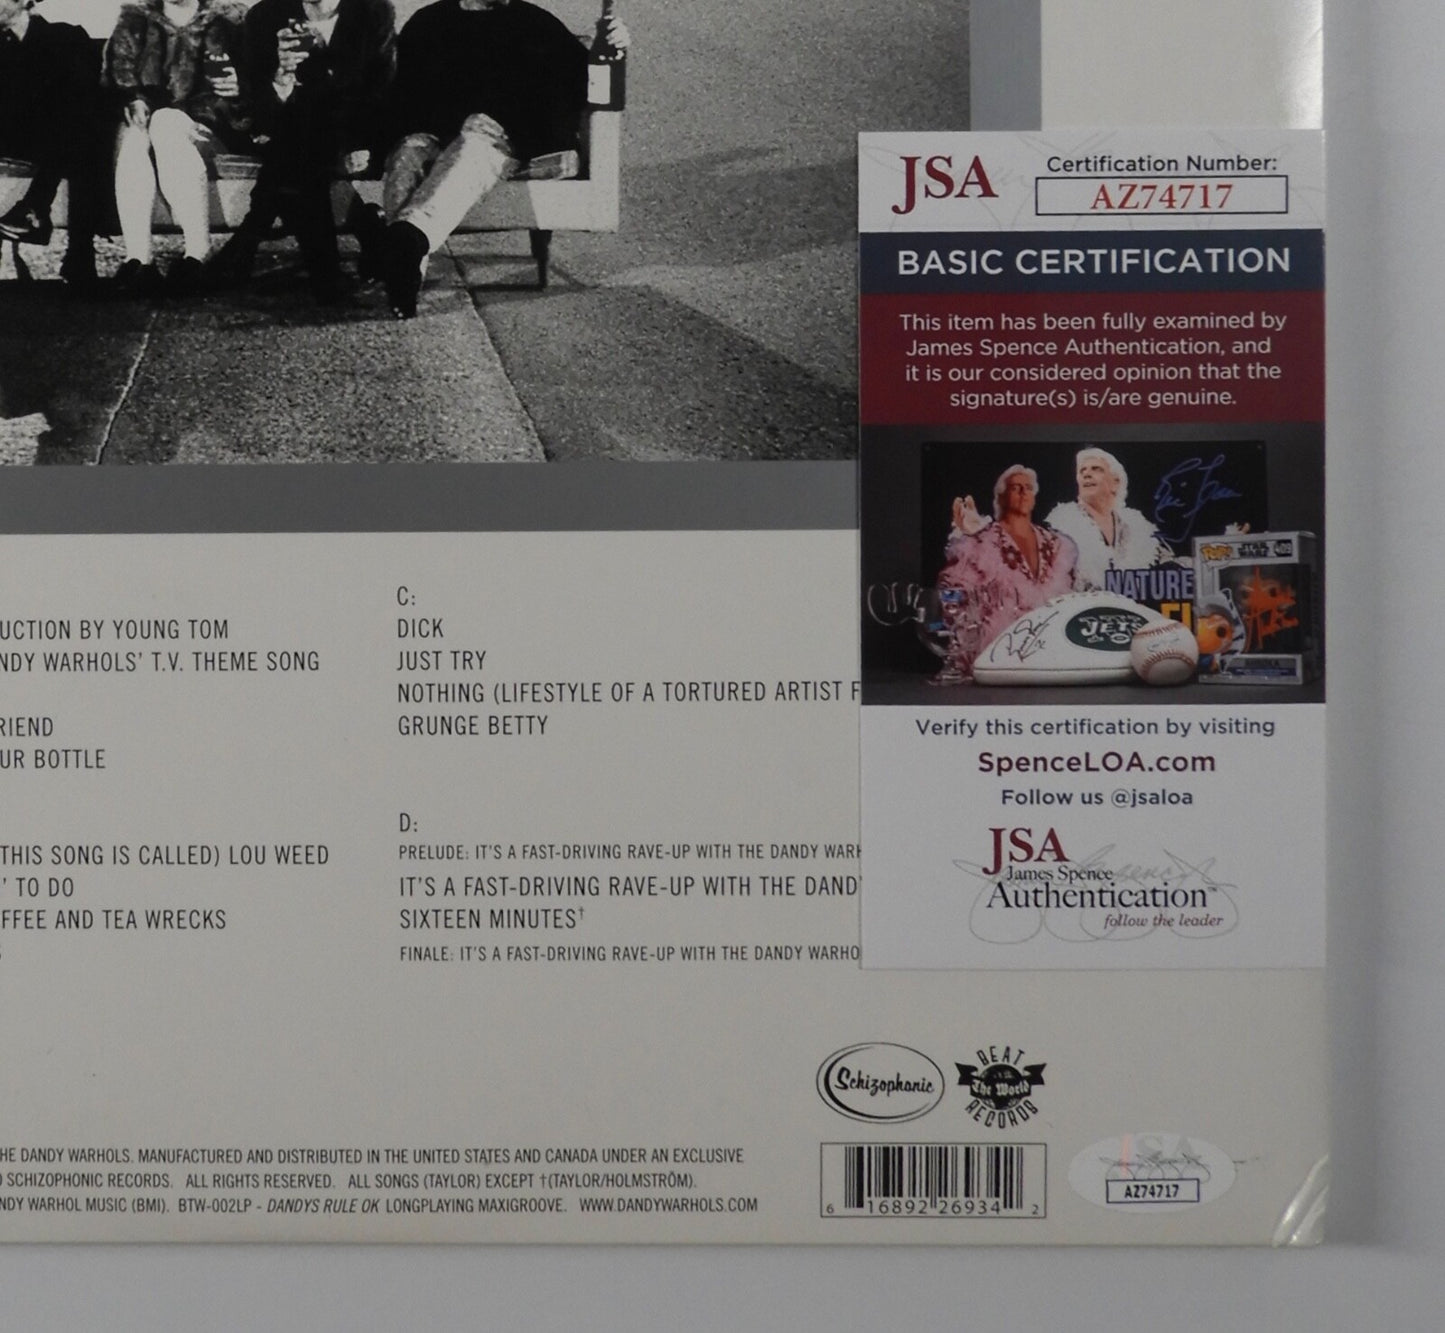 JSA
Certification Number:
AZ74717
BASIC CERTIFICATION
This item has been fully examined by
James Spence Authentication, and
it is our considered opinion that the
signature(s) is/are genuine.
NATURE
JETS
POP!
STAR
WARS
Verify this certification by visiting
SpenceLOA.com
Follow us @jsaloa
JSA
James Spence
Authentication™
follow the leader
UCTION BY YOUNG TOM
NDY WARHOLS' T.V. THEME SONG
RIEND
UR BOTTLE
THIS SONG IS CALLED) LOU WEED
' TO DO
FFEE AND TEA WRECKS
C:
DICK
JUST TRY
NOTHING (LIFESTYLE OF A TORTURED ARTIST F
GRUNGE BETTY
D:
PRELUDE: IT'S A FAST-DRIVING RAVE-UP WITH THE DANDY WARH
IT'S A FAST-DRIVING RAVE-UP WITH THE DAND
SIXTEEN MINUTES†
FINALE: IT'S A FAST-DRIVING RAVE-UP WITH THE DANDY WARHO
Schizophonic
BEAT
The World
RECORDS
HE DANDY WARHOLS. MANUFACTURED AND DISTRIBUTED IN THE UNITED STATES AND CANADA UNDER AN EXCLUSIVE
O SCHIZOPHONIC RECORDS. ALL RIGHTS RESERVED. ALL SONGS (TAYLOR) EXCEPT †(TAYLOR/HOLMSTRÖM).
NDY WARHOL MUSIC (BMI). BTW-002LP - DANDYS RULE OK LONGPLAYING MAXIGROOVE. WWW.DANDYWARHOLS.COM
6 16892 26934 2
JSA
AZ74717